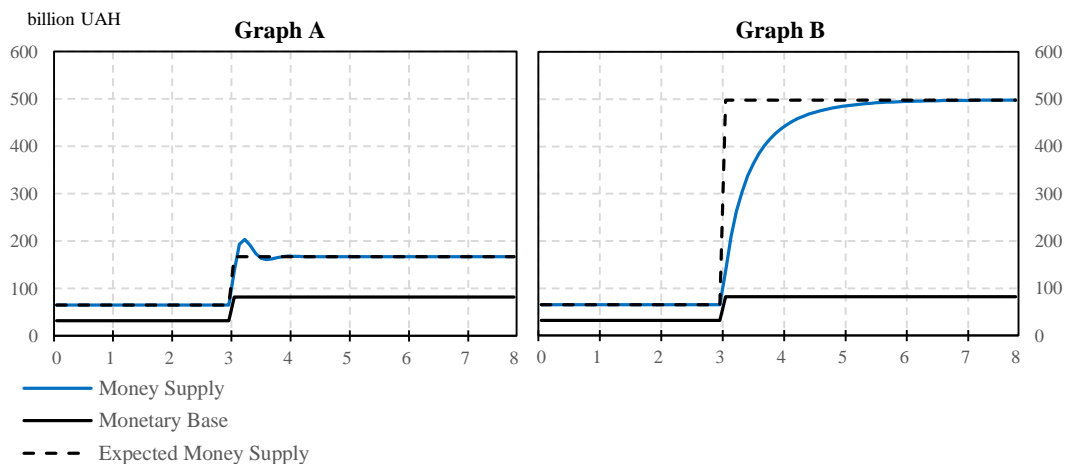 billion UAH
Graph A
Graph B
600
500
400
300
200
100
0
0 1 2 3 4 5 6 7 8
600
500
400
300
200
100
0
0 1 2 3 4 5 6 7 8
Money Supply
Monetary Base
Expected Money Supply